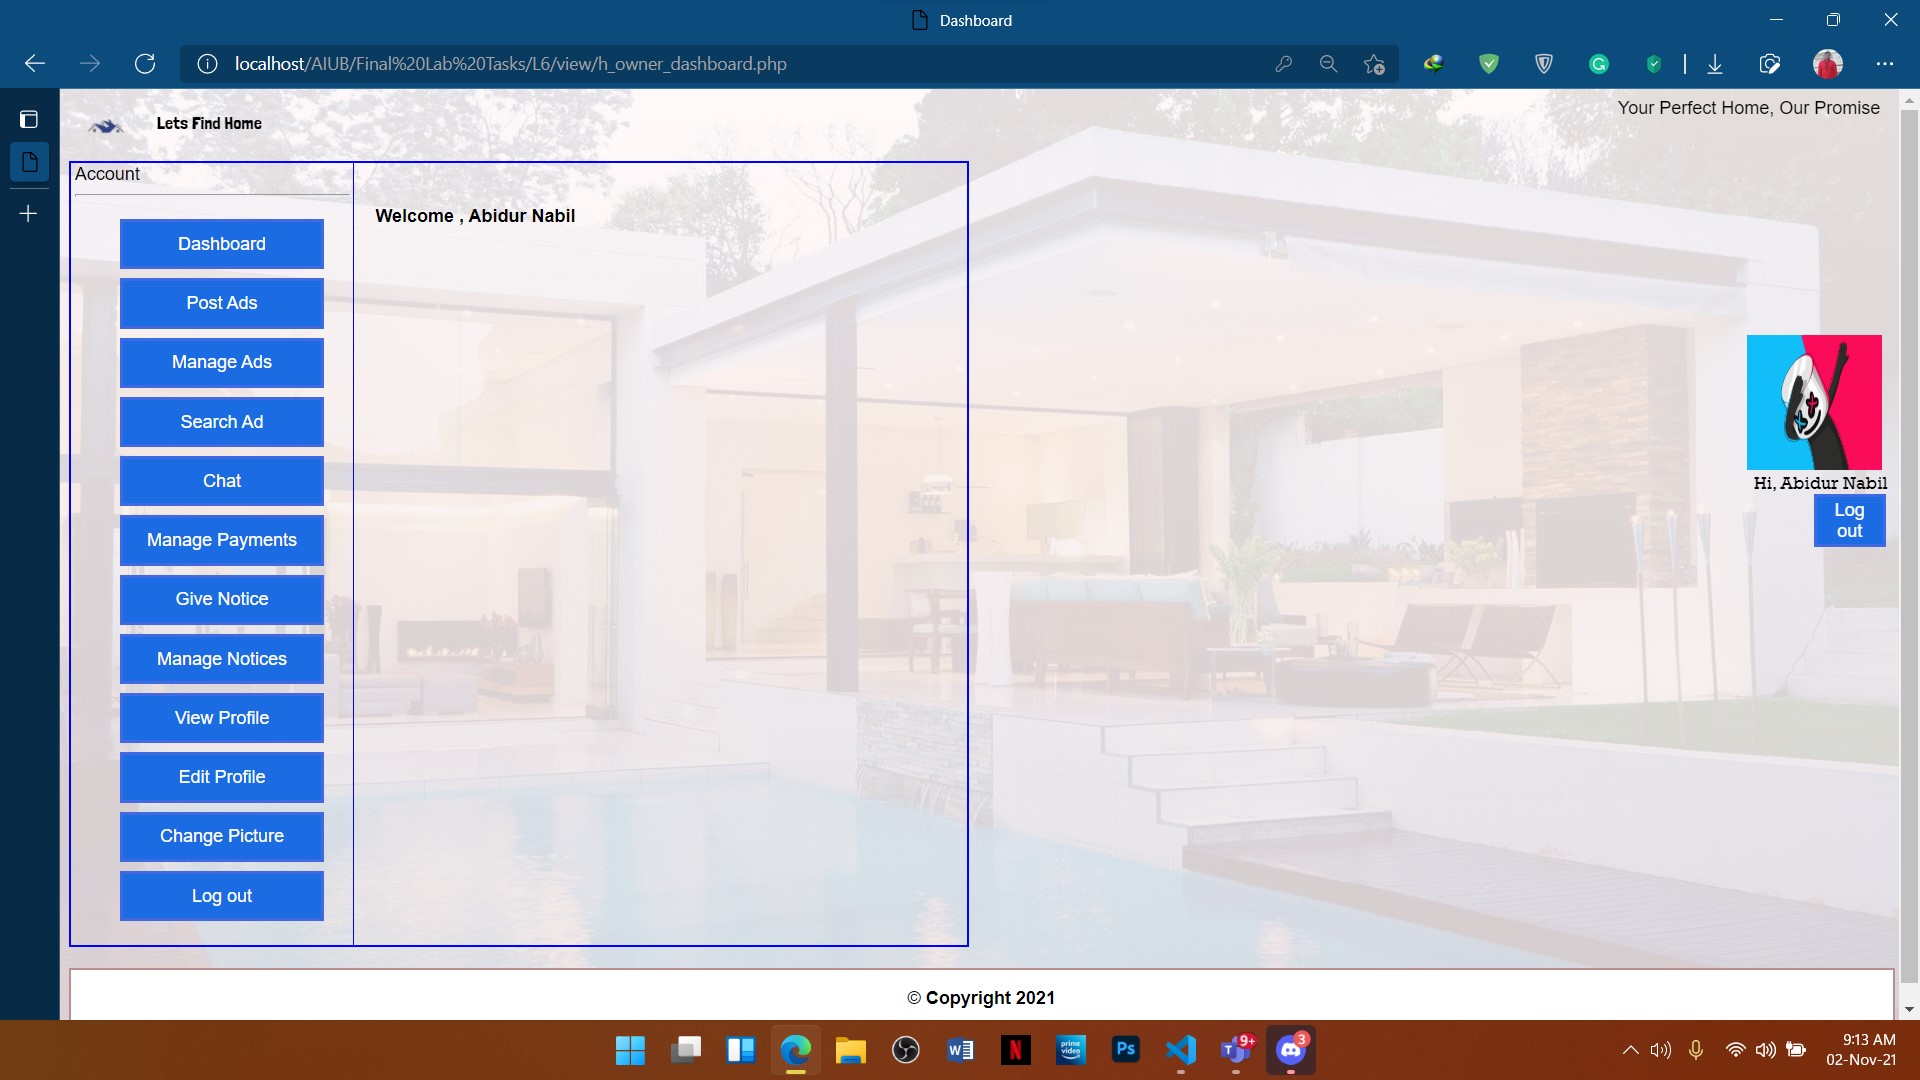 Dashboard
localhost/AIUB/Final%20Lab%20Tasks/L6/view/h_owner_dashboard.php
Your Perfect Home, Our Promise
Lets Find Home
Account
Welcome , Abidur Nabil
Dashboard
Post Ads
Manage Ads
Search Ad
Chat
Manage Payments
Give Notice
Manage Notices
View Profile
Edit Profile
Change Picture
Log out
Hi, Abidur Nabil
Log
out
© Copyright 2021
W
N
prime
video
Ps
T
9+
3
9:13 AM
02-Nov-21